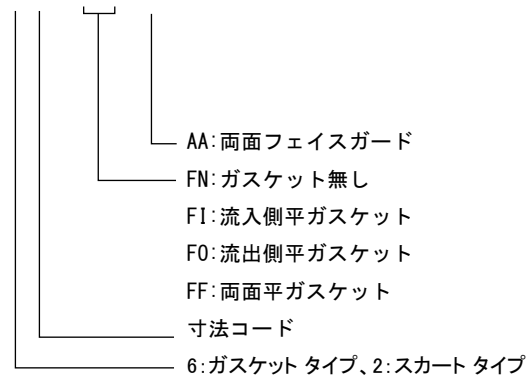 AA:両面フェイスガード
FN:ガスケット無し
FI:流入側平ガスケット
FO:流出側平ガスケット
FF:両面平ガスケット
寸法コード
6:ガスケット タイプ、2:スカート タイプ